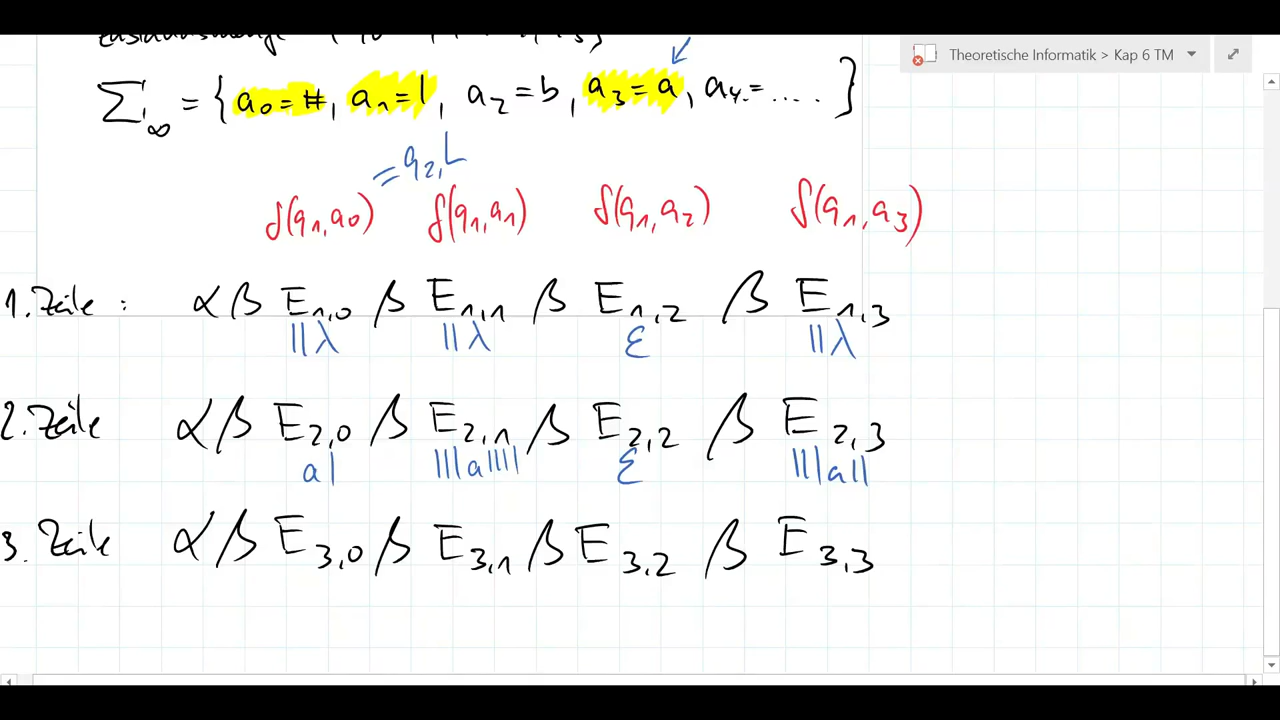 Theoretische Informatik > Kap 6 TM
Σ∞ = { a₀ = #, a₁ = |, a₂ = b, a₃ = a, a₄ = .... }
= q₂, L
δ(q₁, a₀) δ(q₁, a₁) δ(q₁, a₂) δ(q₁, a₃)
1. Zeile : α β E₁,₀ β E₁,₁ β E₁,₂ β E₁,₃
||λ ||λ ε ||λ
2. Zeile α β E₂,₀ β E₂,₁ β E₂,₂ β E₂,₃
a| |||a|||| ε |||a||
3. Zeile α β E₃,₀ β E₃,₁ β E₃,₂ β E₃,₃